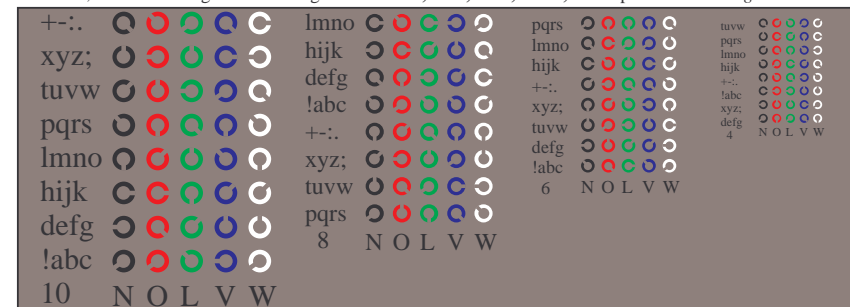 +-:.
xyz;
tuvw
pqrs
lmno
hijk
defg
!abc
10 N O L V W
lmno
hijk
defg
!abc
+-:.
xyz;
tuvw
pqrs
8 N O L V W
pqrs
lmno
hijk
+-:.
xyz;
tuvw
defg
!abc
6 N O L V W
tuvw
pqrs
lmno
hijk
+-:.
!abc
xyz;
defg
4 N O L V W